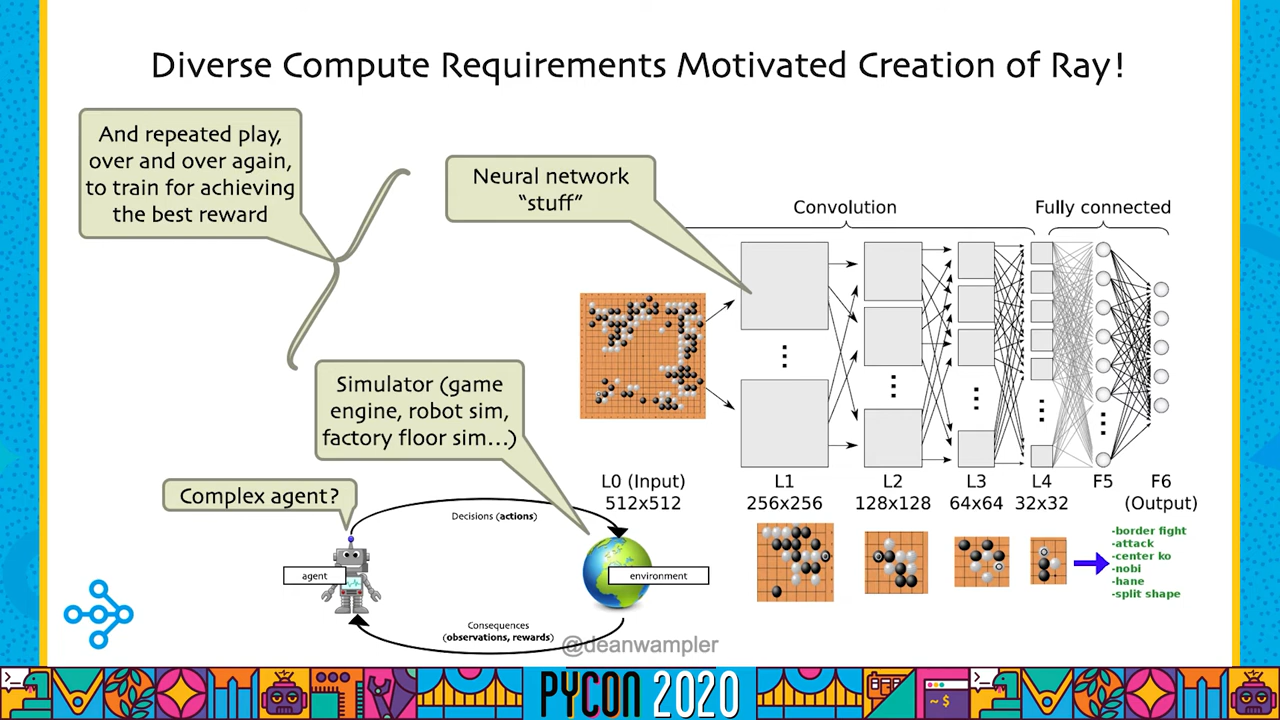 Diverse Compute Requirements Motivated Creation of Ray!
And repeated play,
over and over again,
to train for achieving
the best reward
Neural network
“stuff”
Convolution
Fully connected
Simulator (game
engine, robot sim,
factory floor sim…)
Complex agent?
L0 (Input)
512x512
L1
256x256
L2
128x128
L3
64x64
L4
32x32
F5
F6
(Output)
Decisions (actions)
agent
environment
Consequences
(observations, rewards)
-border fight
-attack
-center ko
-nobi
-hane
-split shape
@deanwampler
PYCON 2020
>_
~$